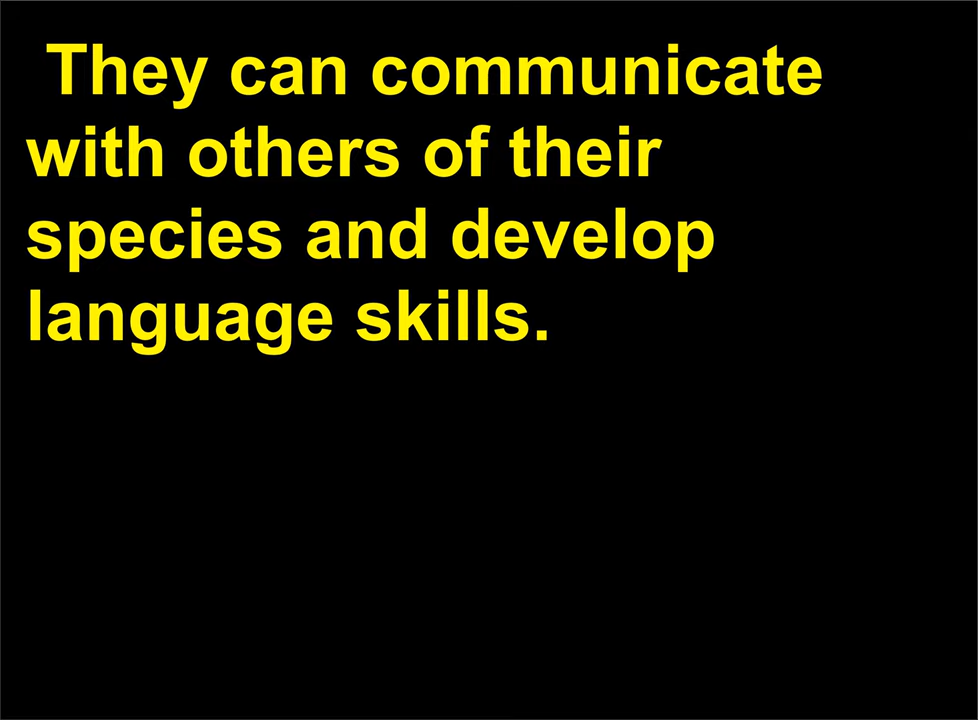 They can communicate
with others of their
species and develop
language skills.